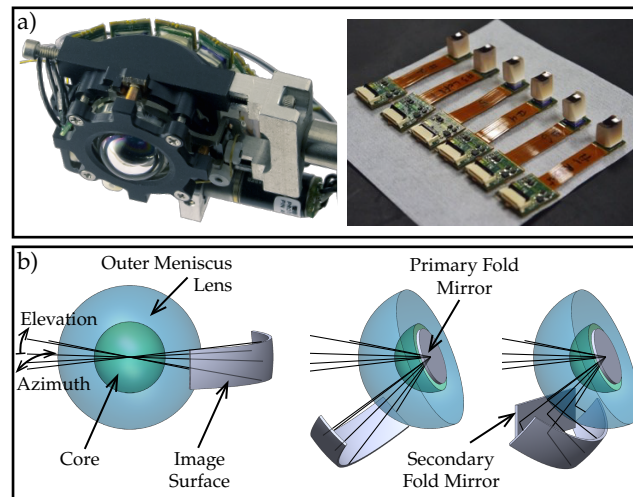 a)
b)
Outer Meniscus
Lens
Primary Fold
Mirror
Elevation
Azimuth
Core
Image
Surface
Secondary
Fold Mirror